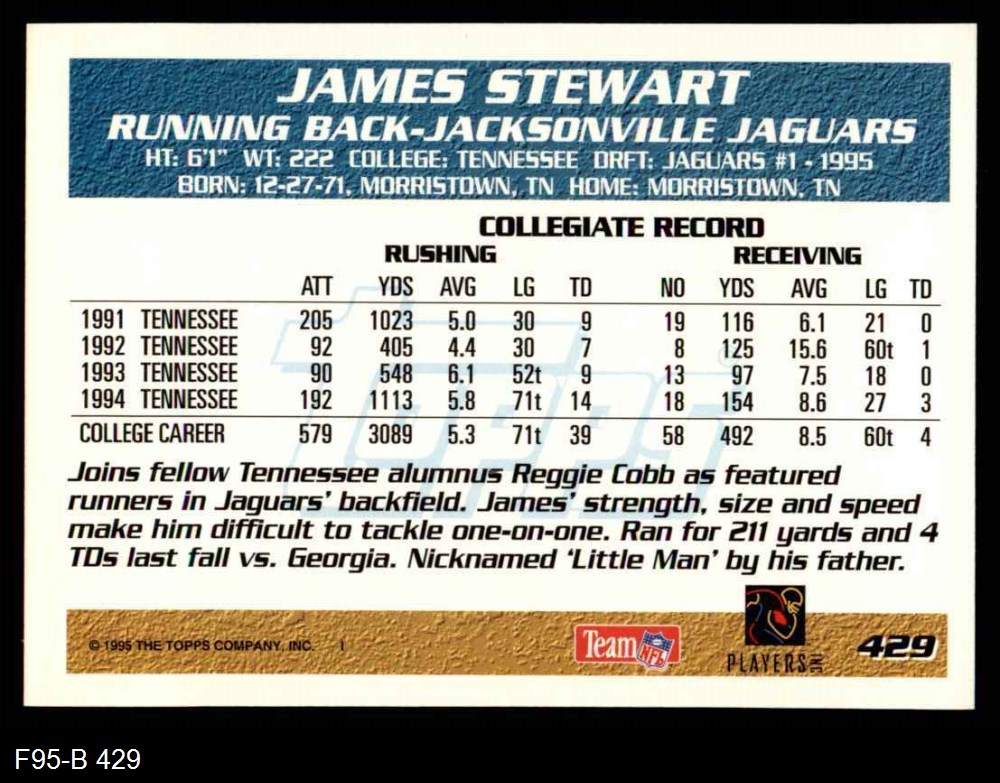 JAMES STEWART
RUNNING BACK-JACKSONVILLE JAGUARS
HT: 6'1" WT: 222 COLLEGE: TENNESSEE DRFT: JAGUARS #1 - 1995
BORN: 12-27-71, MORRISTOWN, TN HOME: MORRISTOWN, TN
COLLEGIATE RECORD
RUSHING RECEIVING
ATT YDS AVG LG TD NO YDS AVG LG TD
1991 TENNESSEE 205 1023 5.0 30 9 19 116 6.1 21 0
1992 TENNESSEE 92 405 4.4 30 7 8 125 15.6 60t 1
1993 TENNESSEE 90 548 6.1 52t 9 13 97 7.5 18 0
1994 TENNESSEE 192 1113 5.8 71t 14 18 154 8.6 27 3
COLLEGE CAREER 579 3089 5.3 71t 39 58 492 8.5 60t 4
Topps
Joins fellow Tennessee alumnus Reggie Cobb as featured
runners in Jaguars' backfield. James' strength, size and speed
make him difficult to tackle one-on-one. Ran for 211 yards and 4
TDs last fall vs. Georgia. Nicknamed 'Little Man' by his father.
© 1995 THE TOPPS COMPANY, INC. I
Team NFL
PLAYERS INC
429
F95-B 429